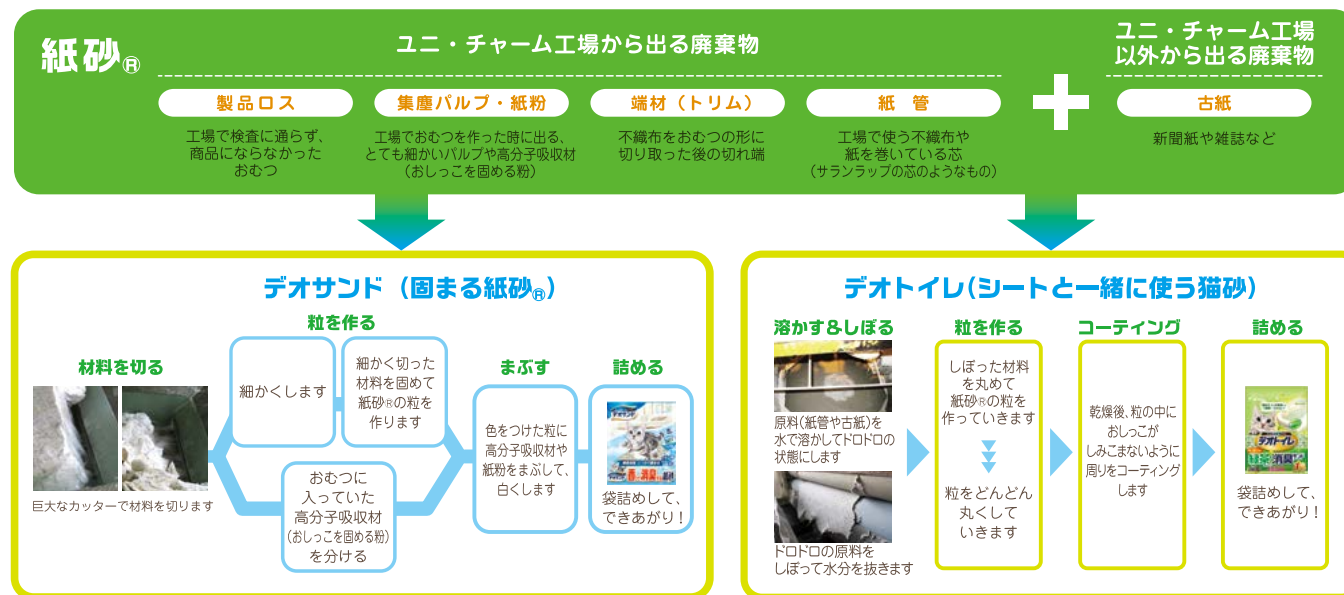 紙砂®
ユニ・チャーム工場から出る廃棄物
製品ロス
工場で検査に通らず、
商品にならなかった
おむつ
集塵パルプ・紙粉
工場でおむつを作った時に出る、
とても細かいパルプや高分子吸収材
(おしっこを固める粉)
端材(トリム)
不織布をおむつの形に
切り取った後の切れ端
紙 管
工場で使う不織布や
紙を巻いている芯
(サランラップの芯のようなもの)
+
ユニ・チャーム工場
以外から出る廃棄物
古紙
新聞紙や雑誌など
デオサンド(固まる紙砂®)
材料を切る
巨大なカッターで材料を切ります
粒を作る
細かくします
細かく切った
材料を固めて
紙砂®の粒を
作ります
おむつに
入っていた
高分子吸収材
(おしっこを固める粉)
を分ける
まぶす
色をつけた粒に
高分子吸収材や
紙粉をまぶして、
白くします
詰める
デオサンド
袋詰めして、
できあがり!
デオトイレ(シートと一緒に使う猫砂)
溶かす&しぼる
原料(紙管や古紙)を
水で溶かしてドロドロの
状態にします
ドロドロの原料を
しぼって水分を抜きます
粒を作る
しぼった材料
を丸めて
紙砂®の粒を
作っていきます
粒をどんどん
丸くして
いきます
コーティング
乾燥後、粒の中に
おしっこが
しみこまないように
周りをコーティング
します
詰める
デオトイレ
消臭
袋詰めして、
できあがり!